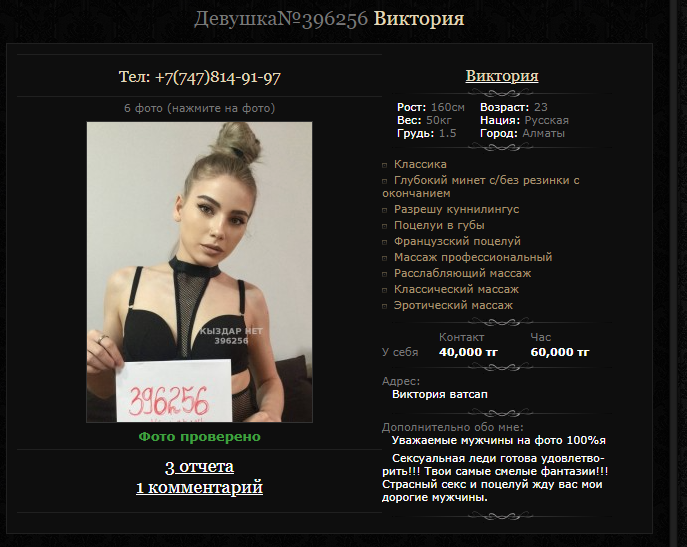 Девушка№396256 Виктория
Тел: +7(747)814-91-97
6 фото (нажмите на фото)
КЫЗДАР НЕТ
396256
396256
Фото проверено
3 отчета
1 комментарий
Виктория
Рост: 160см Возраст: 23
Вес: 50кг Нация: Русская
Грудь: 1.5 Город: Алматы
Классика
Глубокий минет с/без резинки с
окончанием
Разрешу куннилингус
Поцелуи в губы
Французский поцелуй
Массаж профессиональный
Расслабляющий массаж
Классический массаж
Эротический массаж
Контакт Час
У себя 40,000 тг 60,000 тг
Адрес:
Виктория ватсап
Дополнительно обо мне:
Уважаемые мужчины на фото 100%я
Сексуальная леди готова удовлетво-
рить!!! Твои самые смелые фантазии!!!
Страсный секс и поцелуй жду вас мои
дорогие мужчины.